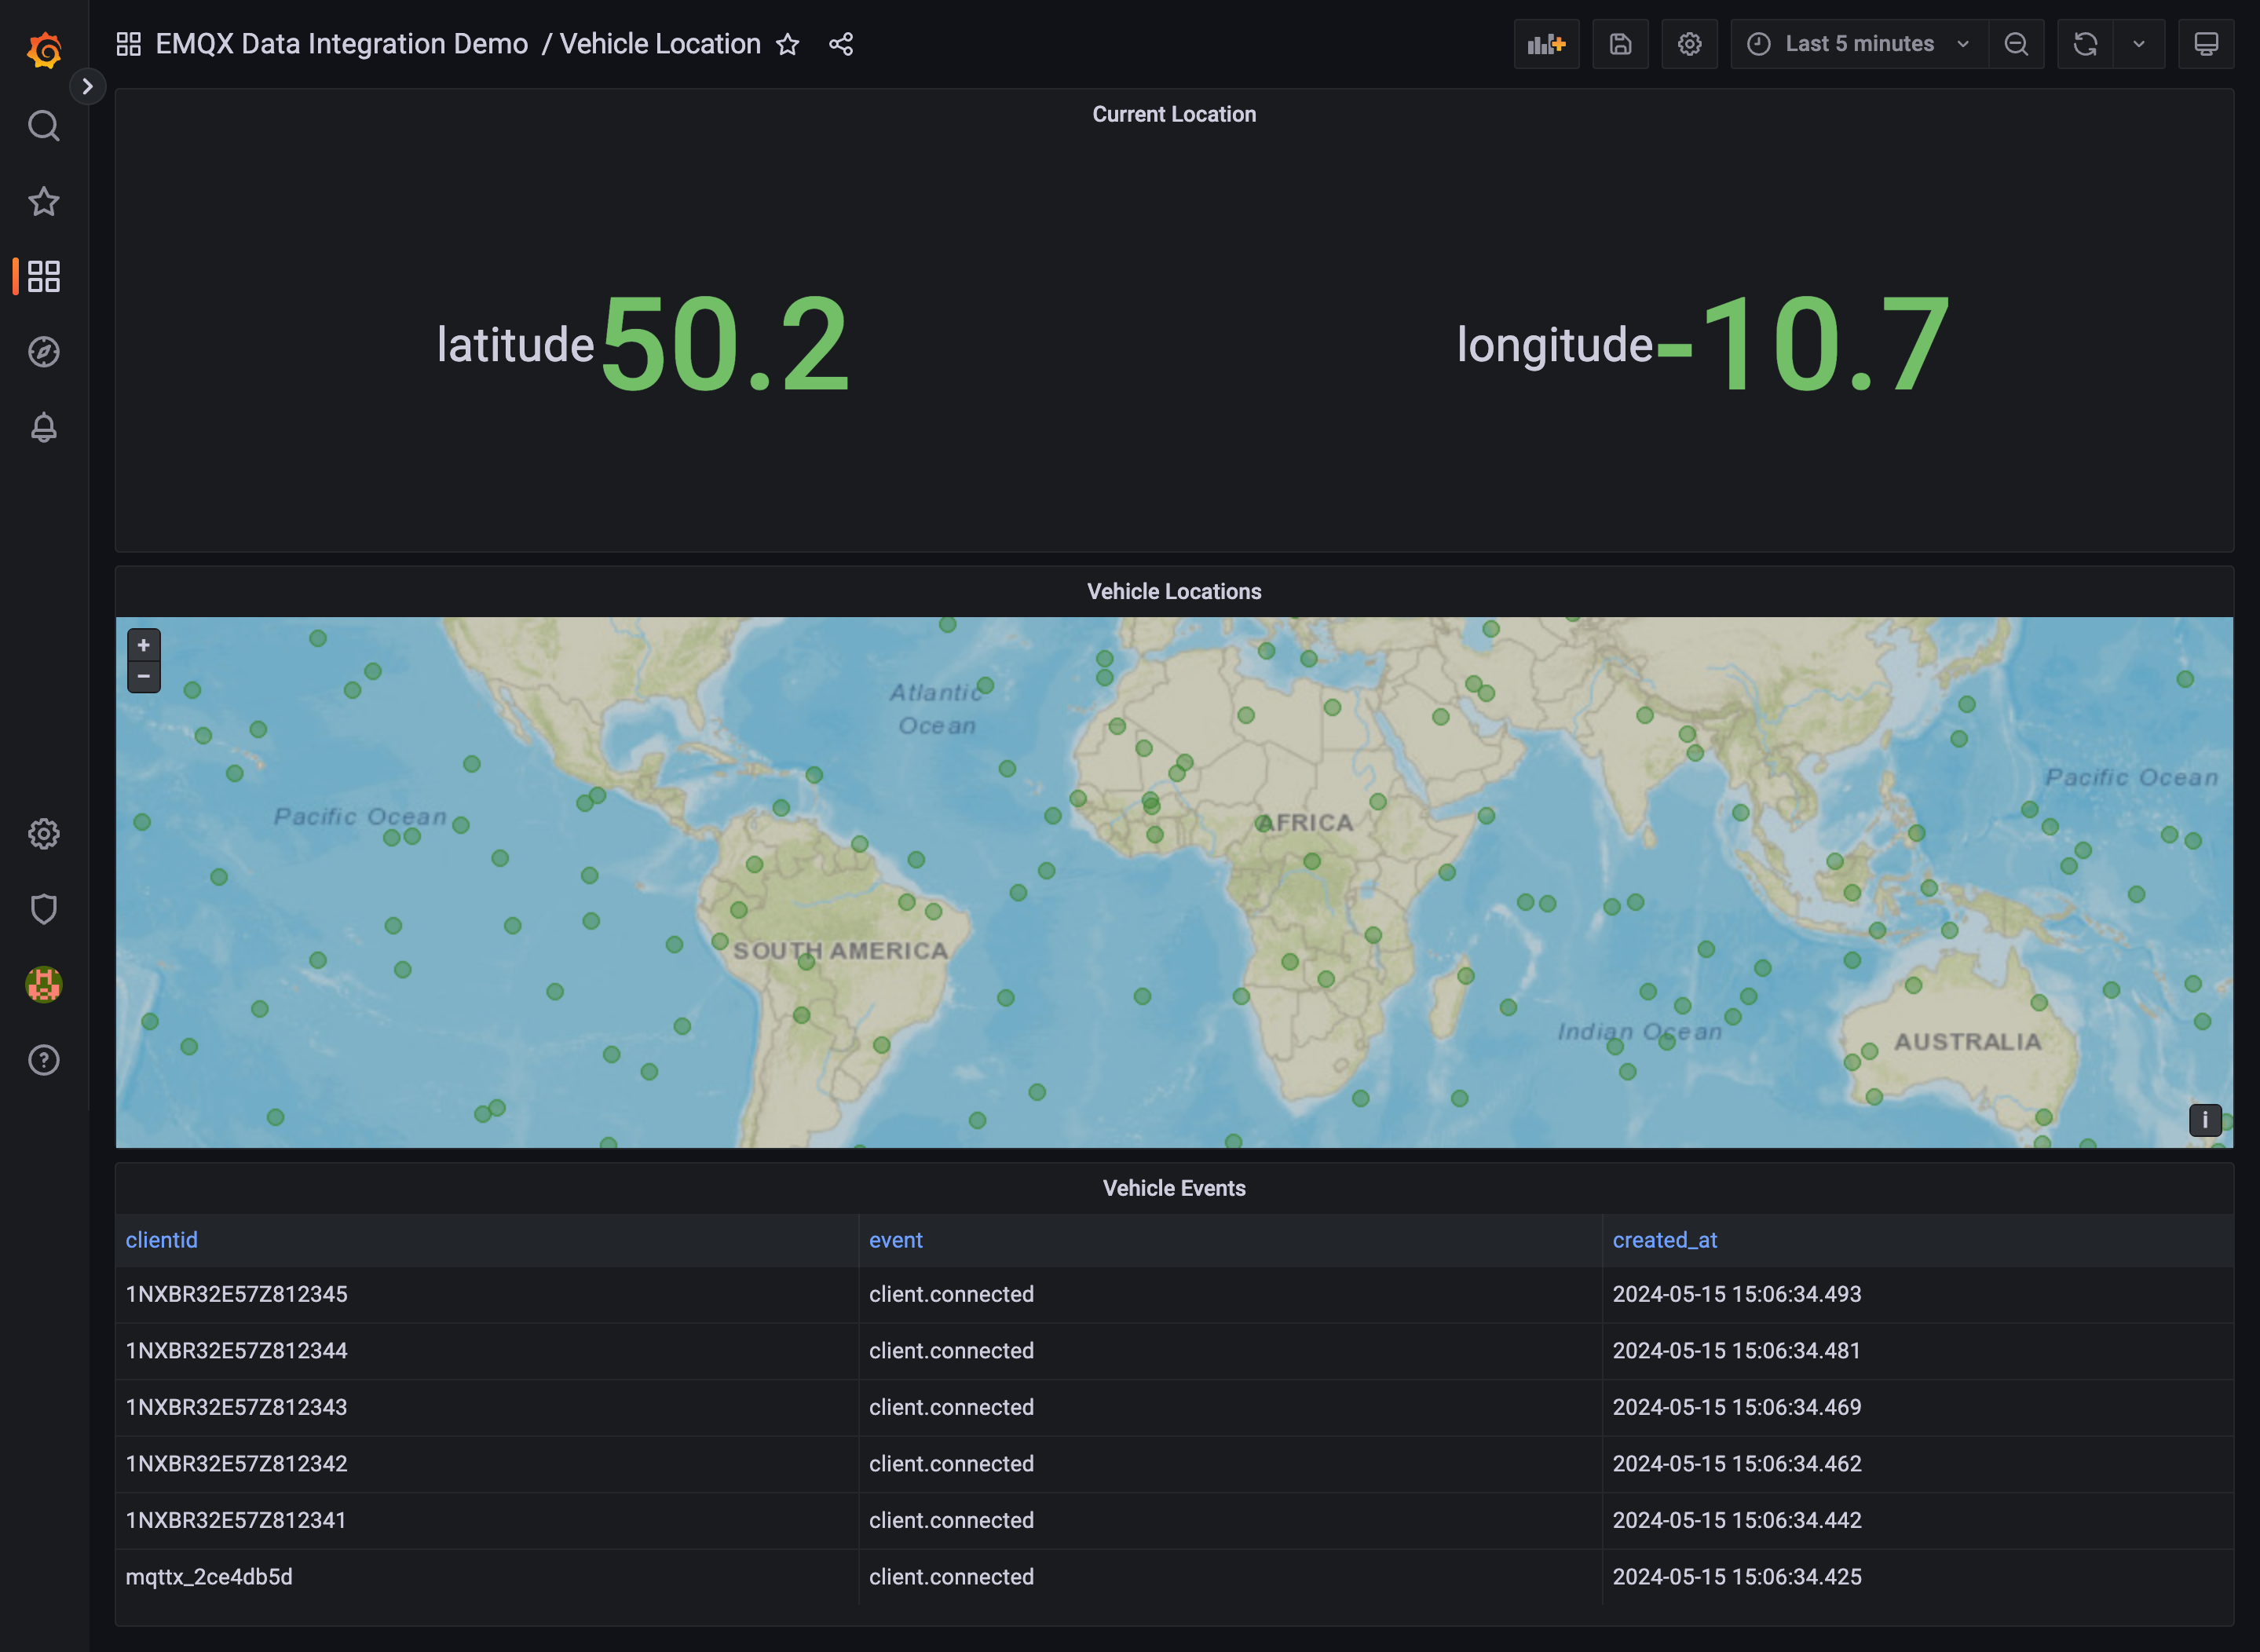 EMQX Data Integration Demo / Vehicle Location
Last 5 minutes
Current Location
latitude 50.2
longitude -10.7
Vehicle Locations
+
−
Atlantic
Ocean
Pacific Ocean
Pacific Ocean
AFRICA
SOUTH AMERICA
Indian Ocean
AUSTRALIA
i
Vehicle Events
clientid event created_at
1NXBR32E57Z812345 client.connected 2024-05-15 15:06:34.493
1NXBR32E57Z812344 client.connected 2024-05-15 15:06:34.481
1NXBR32E57Z812343 client.connected 2024-05-15 15:06:34.469
1NXBR32E57Z812342 client.connected 2024-05-15 15:06:34.462
1NXBR32E57Z812341 client.connected 2024-05-15 15:06:34.442
mqttx_2ce4db5d client.connected 2024-05-15 15:06:34.425